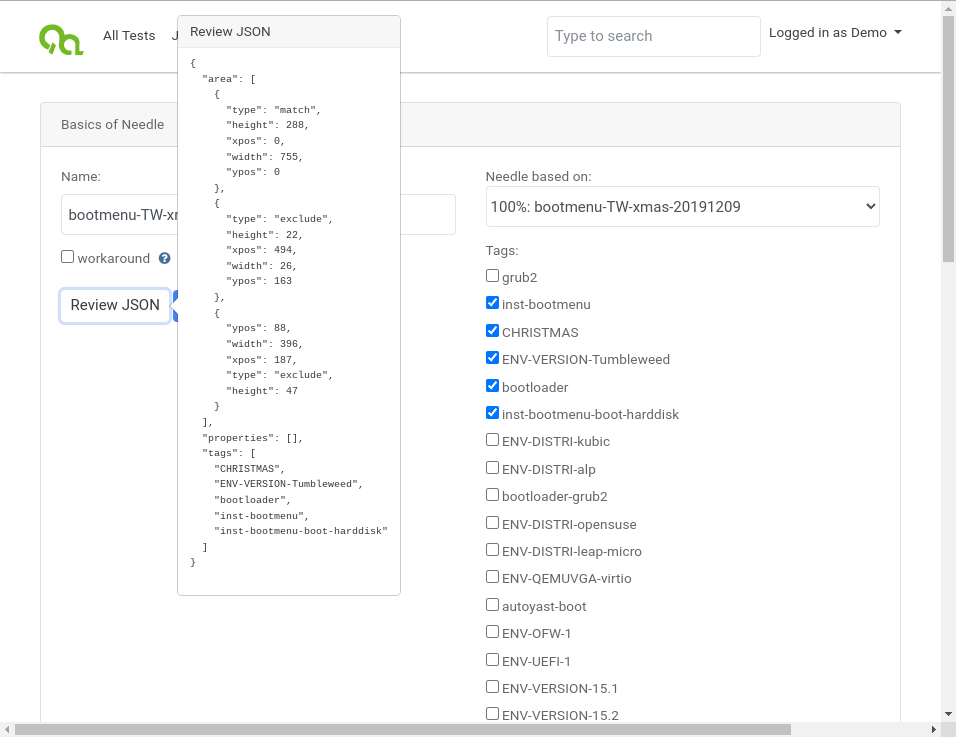 All Tests
J
Type to search
Logged in as Demo
Review JSON
{
"area": [
{
"type": "match",
"height": 288,
"xpos": 0,
"width": 755,
"ypos": 0
},
{
"type": "exclude",
"height": 22,
"xpos": 494,
"width": 26,
"ypos": 163
},
{
"ypos": 88,
"width": 396,
"xpos": 187,
"type": "exclude",
"height": 47
}
],
"properties": [],
"tags": [
"CHRISTMAS",
"ENV-VERSION-Tumbleweed",
"bootloader",
"inst-bootmenu",
"inst-bootmenu-boot-harddisk"
]
}
Basics of Needle
Name:
bootmenu-TW-x
workaround
Review JSON
Needle based on:
100%: bootmenu-TW-xmas-20191209
Tags:
grub2
inst-bootmenu
CHRISTMAS
ENV-VERSION-Tumbleweed
bootloader
inst-bootmenu-boot-harddisk
ENV-DISTRI-kubic
ENV-DISTRI-alp
bootloader-grub2
ENV-DISTRI-opensuse
ENV-DISTRI-leap-micro
ENV-QEMUVGA-virtio
autoyast-boot
ENV-OFW-1
ENV-UEFI-1
ENV-VERSION-15.1
ENV-VERSION-15.2